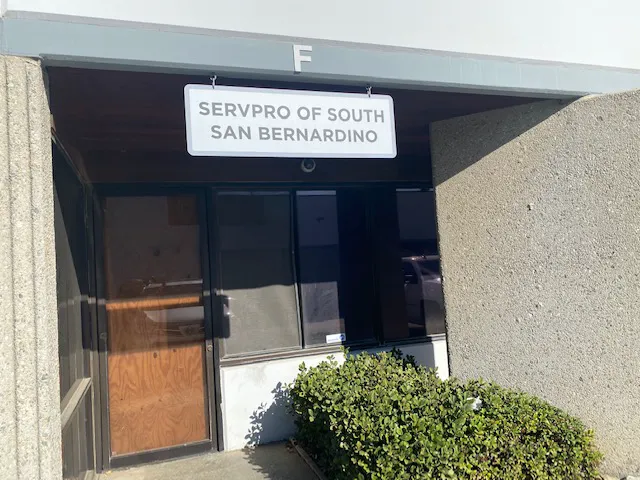 F
SERVPRO OF SOUTH
SAN BERNARDINO